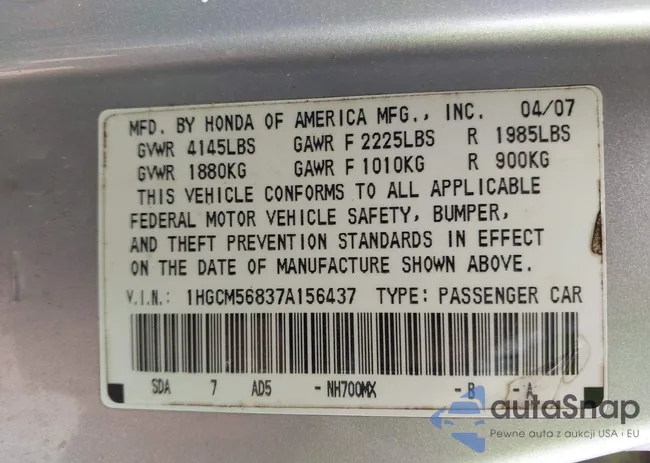 MFD. BY HONDA OF AMERICA MFG., INC. 04/07
GVWR 4145LBS GAWR F 2225LBS R 1985LBS
GVWR 1880KG GAWR F 1010KG R 900KG
THIS VEHICLE CONFORMS TO ALL APPLICABLE
FEDERAL MOTOR VEHICLE SAFETY, BUMPER,
AND THEFT PREVENTION STANDARDS IN EFFECT
ON THE DATE OF MANUFACTURE SHOWN ABOVE.
V.I.N.: 1HGCM56837A156437 TYPE: PASSENGER CAR
SDA 7 AD5 -NH700MX -B -A
autoSnap
Pewne auta z aukcji USA i EU